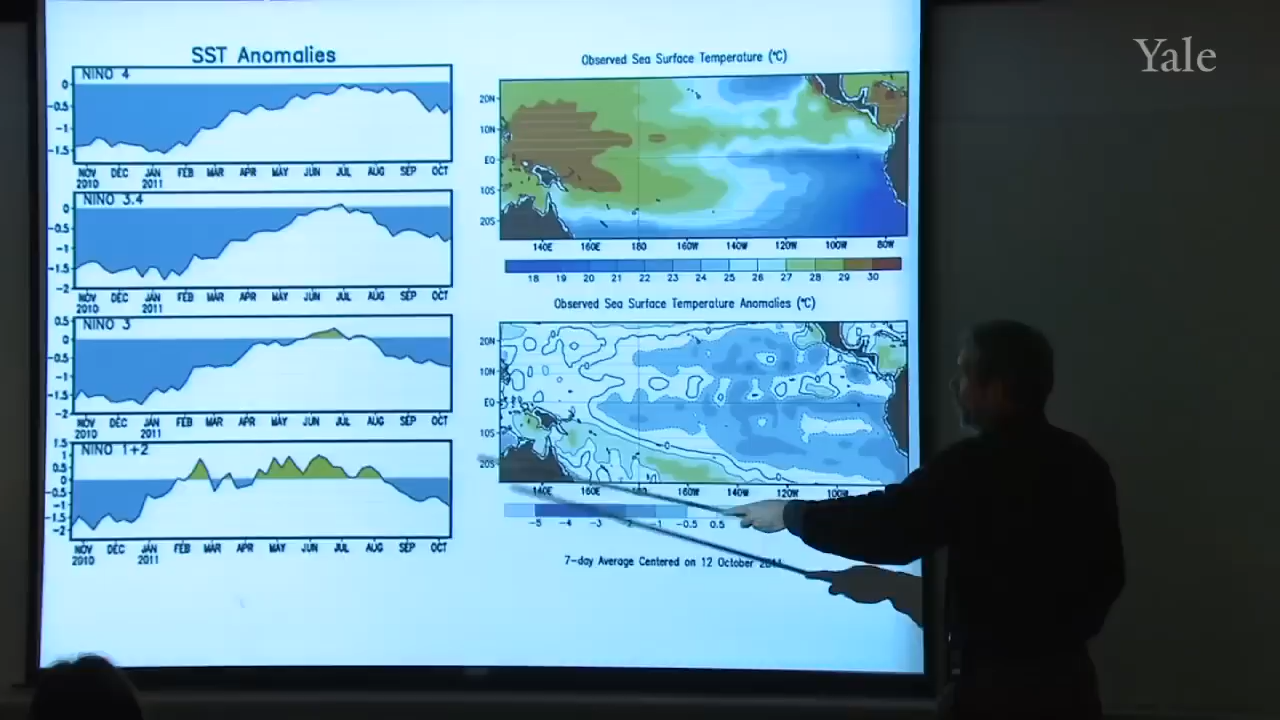 Yale
SST Anomalies
NINO 4
0
-0.5
-1
-1.5
NOV DEC JAN FEB MAR APR MAY JUN JUL AUG SEP OCT
2010 2011
NINO 3.4
0
-0.5
-1
-1.5
-2
NOV DEC JAN FEB MAR APR MAY JUN JUL AUG SEP OCT
2010 2011
NINO 3
0.5
0
-0.5
-1
-1.5
-2
NOV DEC JAN FEB MAR APR MAY JUN JUL AUG SEP OCT
2010 2011
NINO 1+2
1.5
1
0.5
0
-0.5
-1
-1.5
-2
NOV DEC JAN FEB MAR APR MAY JUN JUL AUG SEP OCT
2010 2011
Observed Sea Surface Temperature (°C)
20N
10N
EQ
10S
20S
140E 160E 180 160W 140W 120W 100W 80W
18 19 20 21 22 23 24 25 26 27 28 29 30
Observed Sea Surface Temperature Anomalies (°C)
20N
10N
EQ
10S
20S
140E 160E 180 160W 140W 120W 100W
-5 -4 -3 -2 -1 -0.5 0.5
7-day Average Centered on 12 October